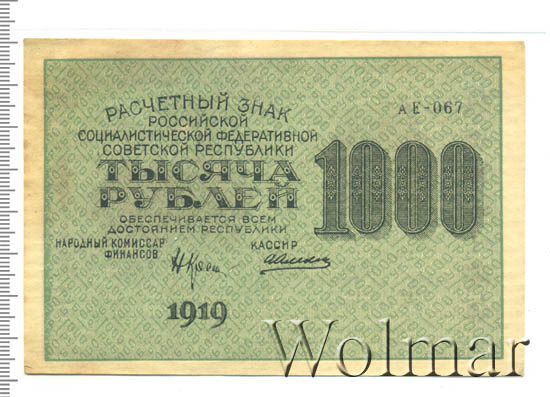 РАСЧЕТНЫЙ ЗНАК
РОССИЙСКОЙ
СОЦИАЛИСТИЧЕСКОЙ ФЕДЕРАТИВНОЙ
СОВЕТСКОЙ РЕСПУБЛИКИ
ТЫСЯЧА
РУБЛЕЙ
ОБЕСПЕЧИВАЕТСЯ ВСЕМ
ДОСТОЯНИЕМ РЕСПУБЛИКИ
НАРОДНЫЙ КОМИССАР
ФИНАНСОВ
КАССИР
1919
АЕ-067
1000
Wolmar